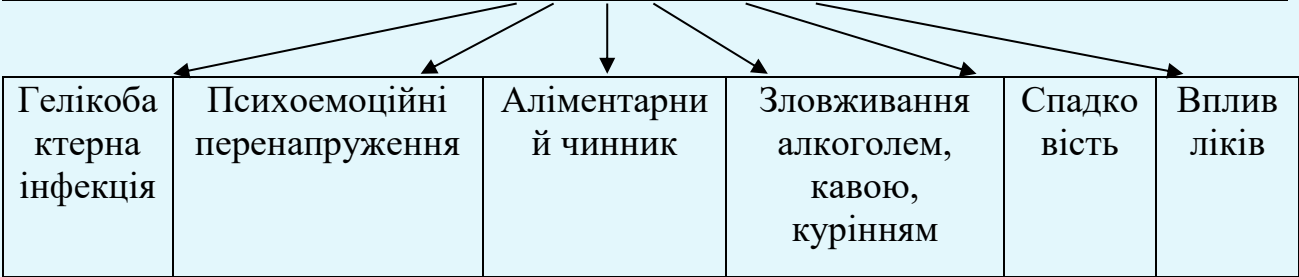 Гелікоба
ктерна
інфекція
Психоемоційні
перенапруження
Аліментарни
й чинник
Зловживання
алкоголем,
кавою,
курінням
Спадко
вість
Вплив
ліків